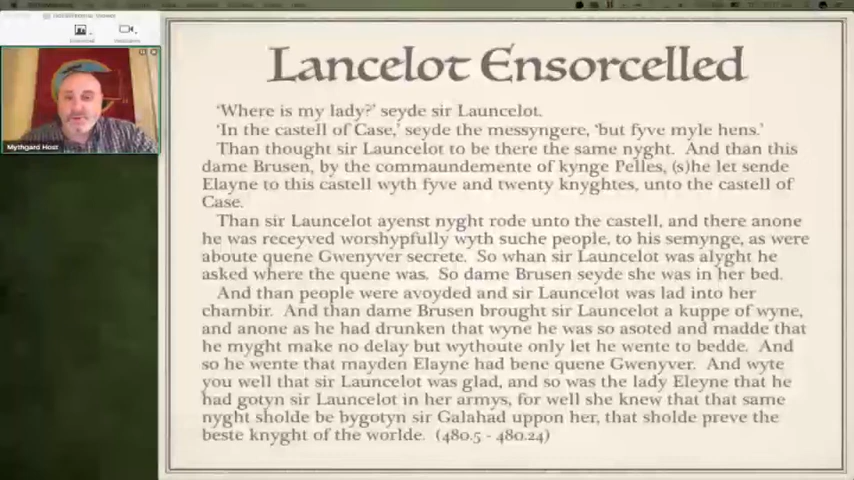 Lancelot Ensorcelled
Mythgard Host
'Where is my lady?' seyde sir Launcelot.
'In the castell of Case,' seyde the messyngere, 'but fyve myle hens.'
Than thought sir Launcelot to be there the same nyght. And than this
dame Brusen, by the commaundemente of kynge Pelles, (s)he let sende
Elayne to this castell wyth fyve and twenty knyghtes, unto the castell of
Case.
Than sir Launcelot ayenst nyght rode unto the castell, and there anone
he was receyved worshypfully wyth suche people, to his semynge, as were
aboute quene Gwenyver secrete. So whan sir Launcelot was alyght he
asked where the quene was. So dame Brusen seyde she was in her bed.
And than people were avoyded and sir Launcelot was lad into her
chambir. And than dame Brusen brought sir Launcelot a kuppe of wyne,
and anone as he had drunken that wyne he was so asoted and madde that
he myght make no delay but wythoute ony let he wente to bedde. And
so he wente that mayden Elayne had bene quene Gwenyver. And wyte
you well that sir Launcelot was glad, and so was the lady Eleyne that he
had gotyn sir Launcelot in her armys, for well she knew that that same
nyght sholde be bygotyn sir Galahad uppon her, that sholde preve the
beste knyght of the worlde. (480.5 - 480.24)